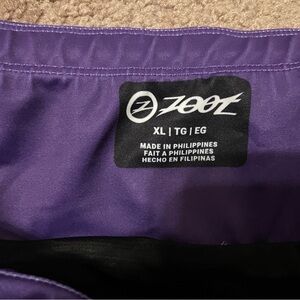 ZOOT
XL | TG | EG
MADE IN PHILIPPINES
FAIT A PHILIPPINES
HECHO EN FILIPINAS